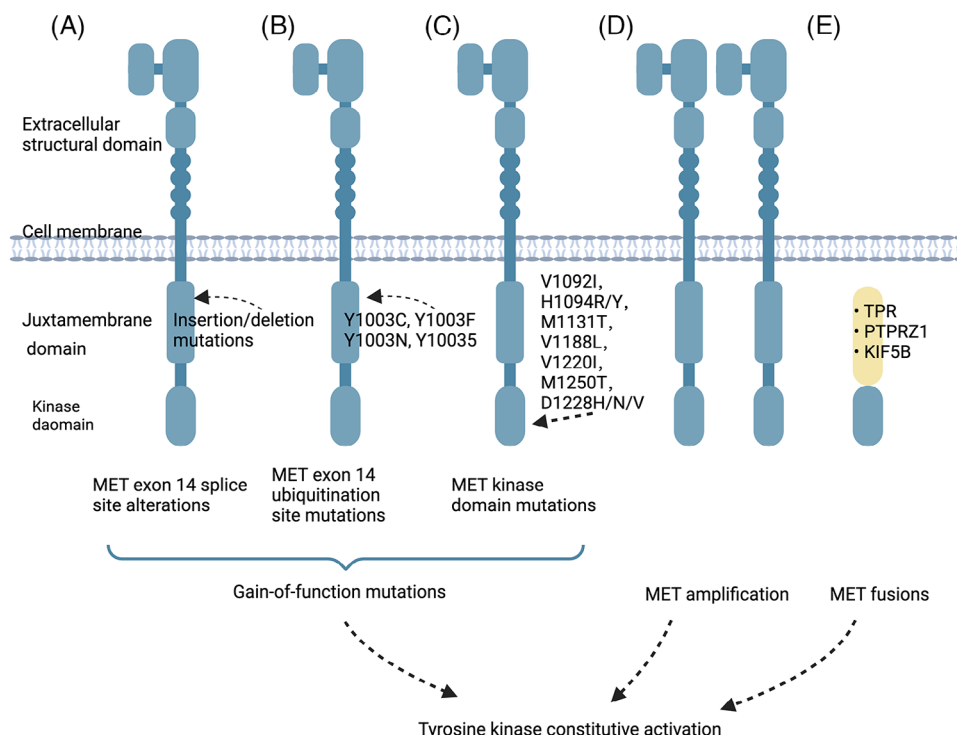 (A)
(B)
(C)
(D)
(E)
Extracellular
structural domain
Cell membrane
Juxtamembrane
domain
Kinase
daomain
Insertion/deletion
mutations
Y1003C, Y1003F
Y1003N, Y10035
V1092I,
H1094R/Y,
M1131T,
V1188L,
V1220I,
M1250T,
D1228H/N/V
• TPR
• PTPRZ1
• KIF5B
MET exon 14 splice
site alterations
MET exon 14
ubiquitination
site mutations
MET kinase
domain mutations
Gain-of-function mutations
MET amplification
MET fusions
Tyrosine kinase constitutive activation